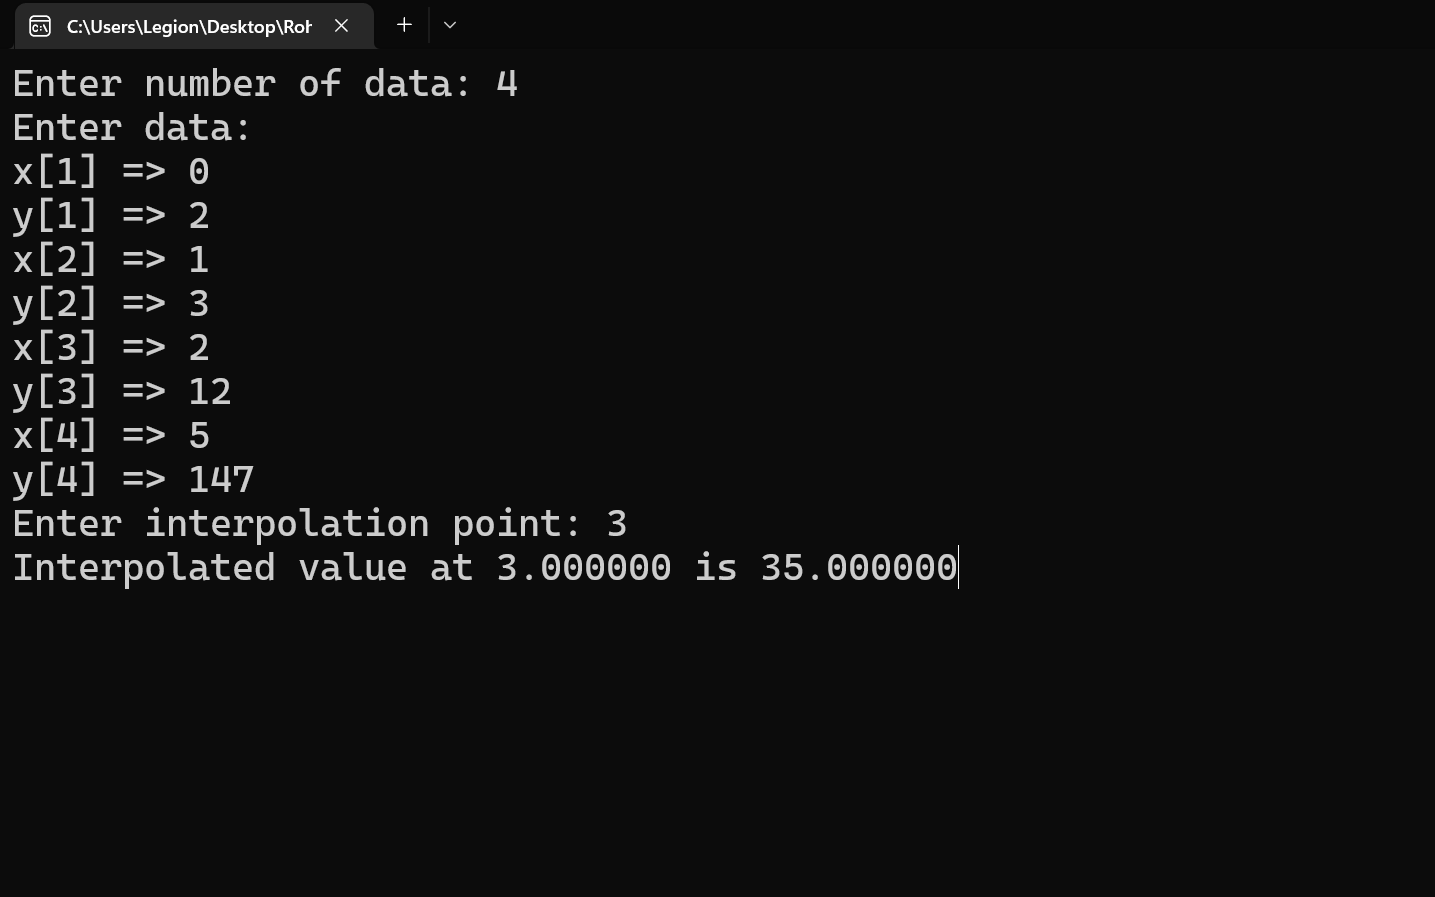 C:\Users\Legion\Desktop\Roh
Enter number of data: 4
Enter data:
x[1] => 0
y[1] => 2
x[2] => 1
y[2] => 3
x[3] => 2
y[3] => 12
x[4] => 5
y[4] => 147
Enter interpolation point: 3
Interpolated value at 3.000000 is 35.000000